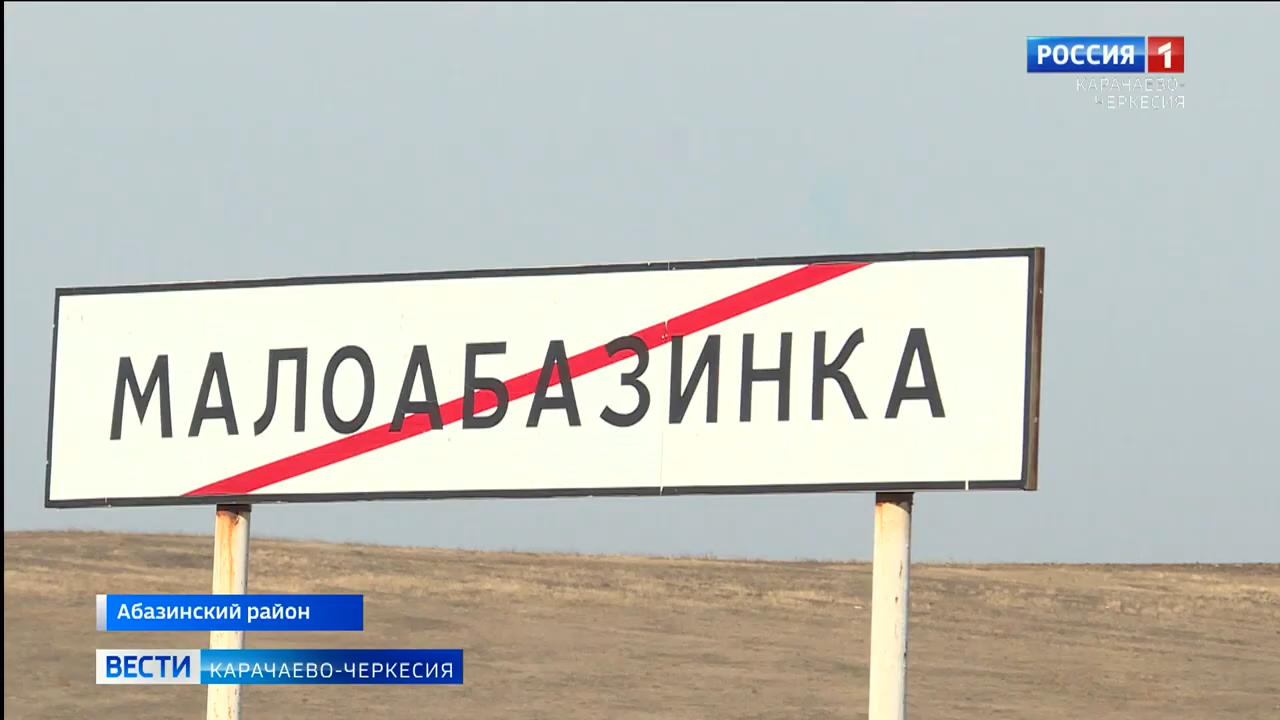 РОССИЯ 1
КАРАЧАЕВО-
ЧЕРКЕСИЯ
МАЛОАБАЗИНКА
Абазинский район
ВЕСТИ КАРАЧАЕВО-ЧЕРКЕСИЯ